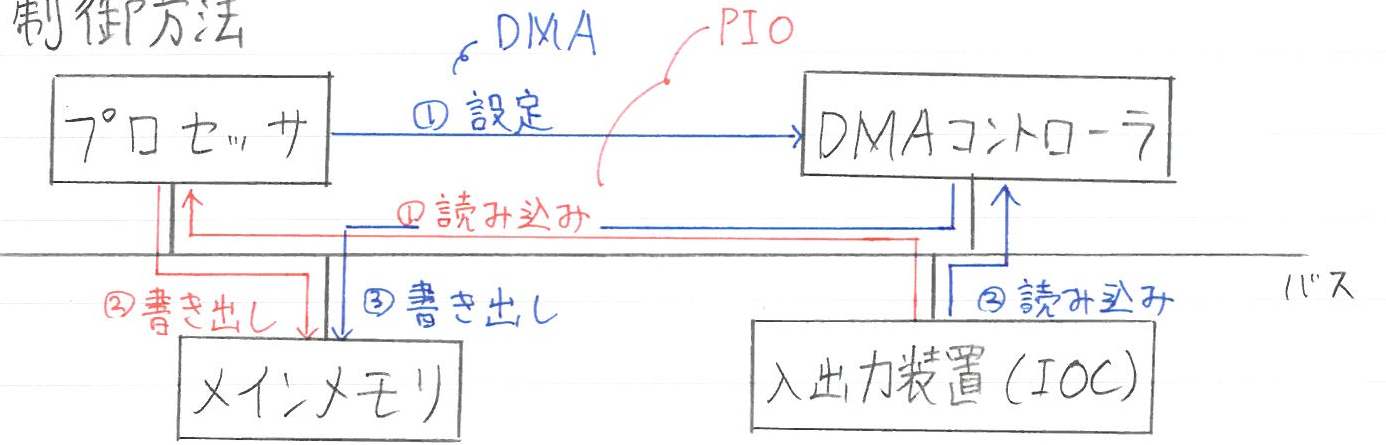 制御方法
DMA
PIO
プロセッサ
① 設定
DMAコントローラ
① 読み込み
バス
② 書き出し
③ 書き出し
② 読み込み
メインメモリ
入出力装置(IOC)